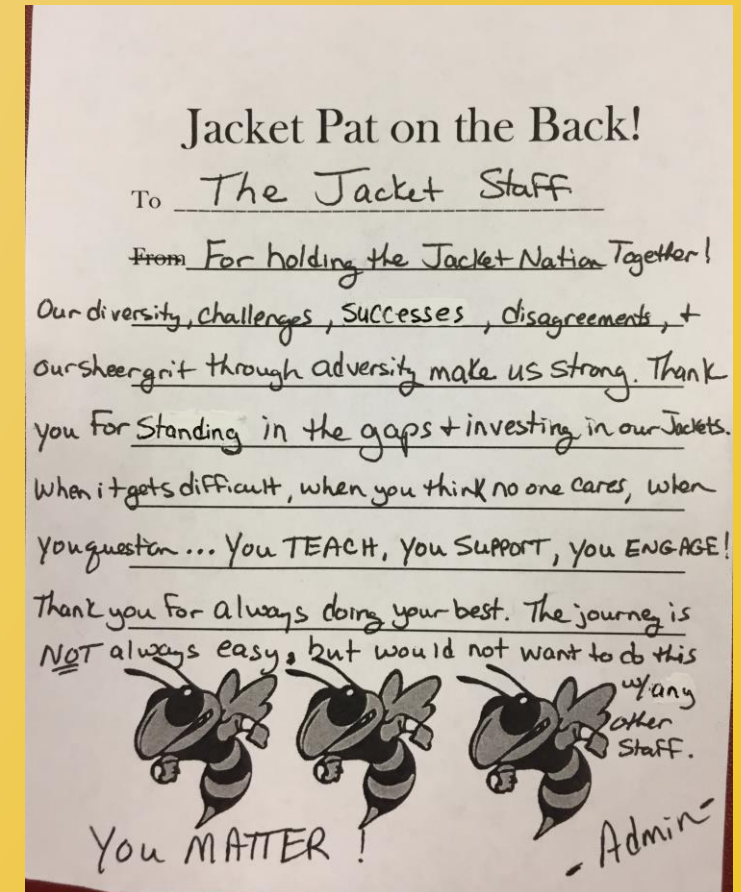 Jacket Pat on the Back!
To The Jacket Staff
From For holding the Jacket Nation Together!
Our diversity, challenges, successes, disagreements, +
our sheer grit through adversity make us strong. Thank
you for standing in the gaps + investing in our Jackets.
When it gets difficult, when you think no one cares, when
you question... You TEACH, You SUPPORT, you ENGAGE!
Thank you for always doing your best. The journey is
NOT always easy, but would not want to do this
w/ any
other
Staff.
You MATTER!
- Admin -